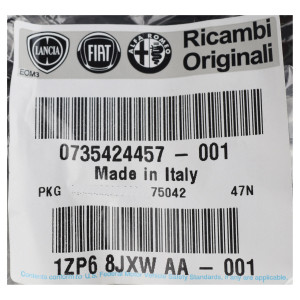 LANCIA FIAT ALFA ROMEO Ricambi
Originali
EOM3
0735424457-001
Made in Italy
PKG 75042 47N
1ZP6 8JXW AA-001